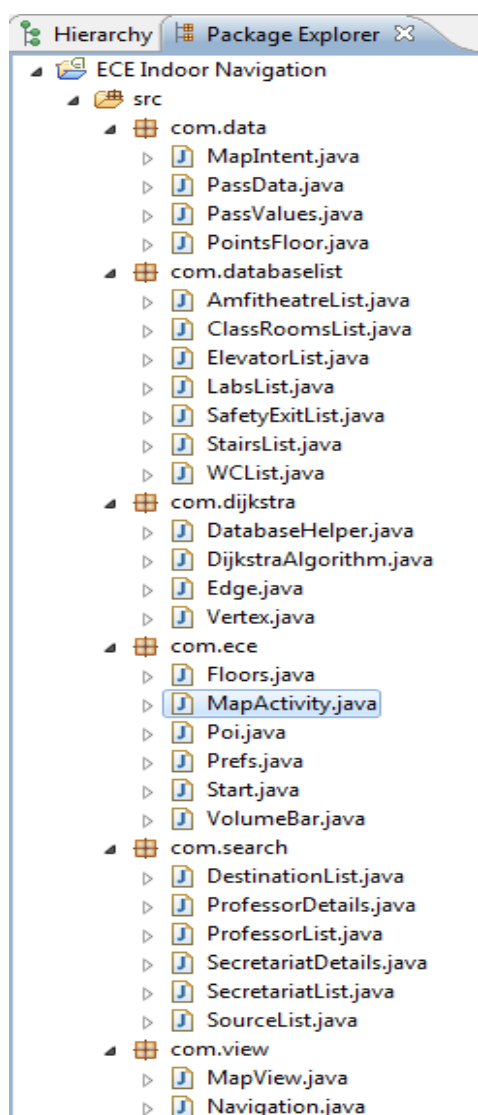 Hierarchy Package Explorer
ECE Indoor Navigation
src
com.data
MapIntent.java
PassData.java
PassValues.java
PointsFloor.java
com.databaselist
AmfitheatreList.java
ClassRoomsList.java
ElevatorList.java
LabsList.java
SafetyExitList.java
StairsList.java
WCList.java
com.dijkstra
DatabaseHelper.java
DijkstraAlgorithm.java
Edge.java
Vertex.java
com.ece
Floors.java
MapActivity.java
Poi.java
Prefs.java
Start.java
VolumeBar.java
com.search
DestinationList.java
ProfessorDetails.java
ProfessorList.java
SecretariatDetails.java
SecretariatList.java
SourceList.java
com.view
MapView.java
Navigation.java